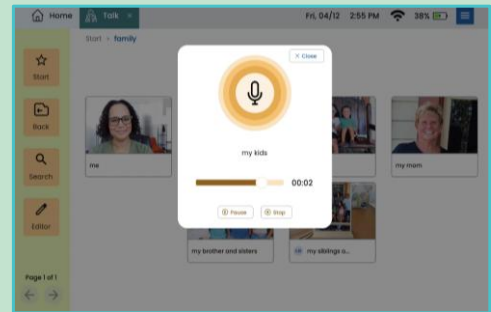 Home
Talk ×
Fri, 04/12 2:55 PM 38%
Start › family
× Close
Start
Back
my kids
me
my mom
Search
00:02
Pause
Stop
Editor
my brother and sisters
my siblings a...
Page 1 of 1